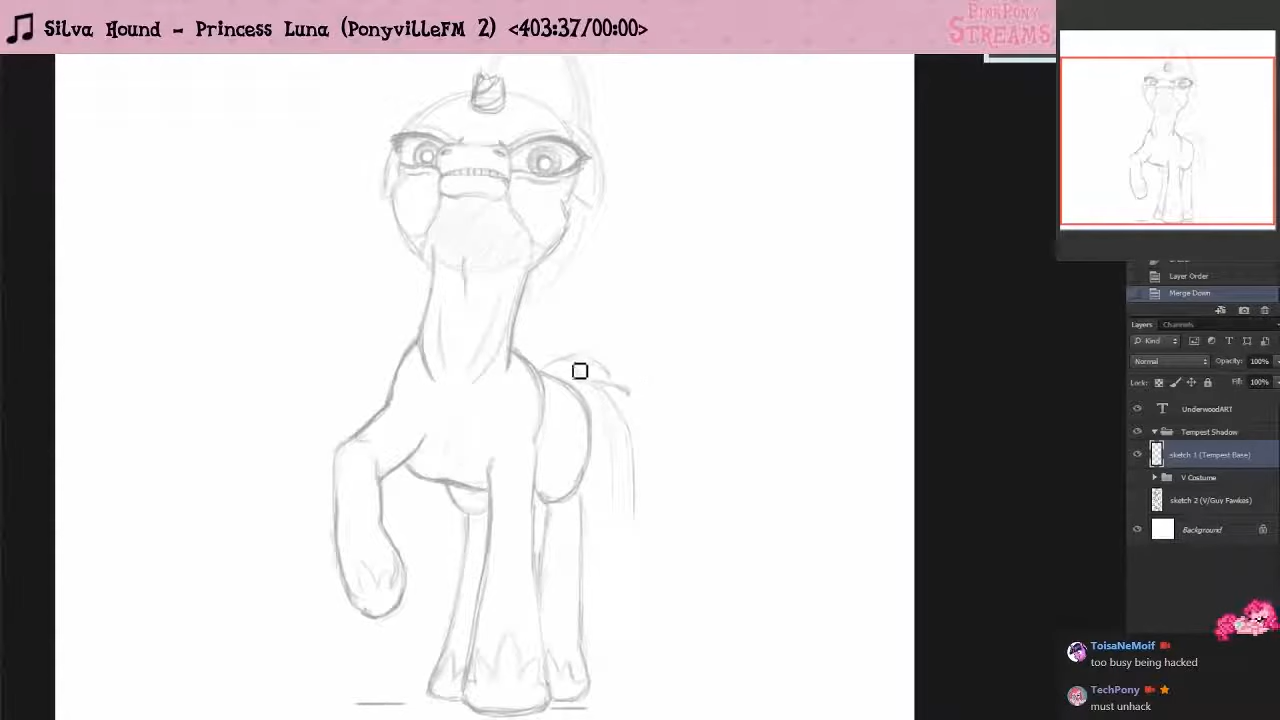 Silva Hound - Princess Luna (PonyvilleFM 2) <403:37/00:00>
PINKPONY
STREAMS
Layer Order
Merge Down
Layers Channels
Kind
Normal Opacity: 100%
Lock: Fill: 100%
UnderwoodART
Tempest Shadow
sketch 1 (Tempest Base)
V Costume
sketch 2 (V/Guy Fawkes)
Background
ToisaNeMoif
too busy being hacked
TechPony
must unhack